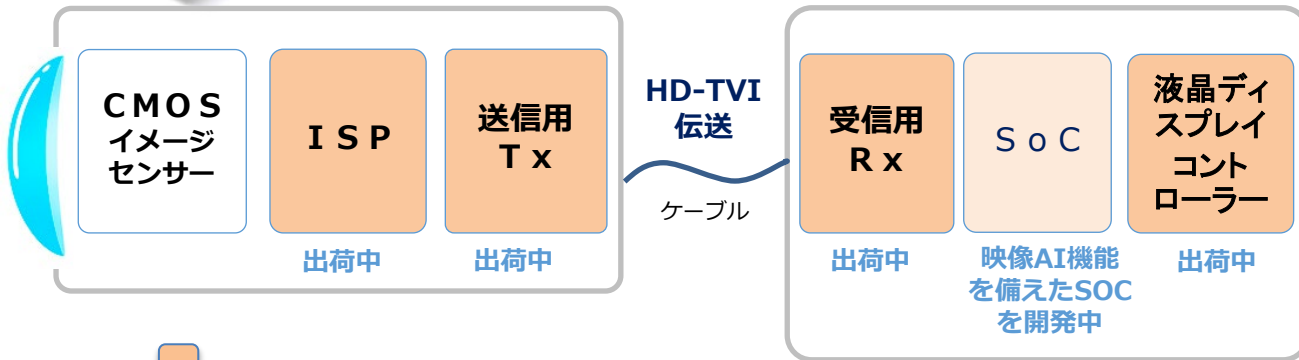 CMOS
イメージ
センサー
ISP
送信用
Tx
HD-TVI
伝送
ケーブル
受信用
Rx
SoC
液晶ディ
スプレイ
コント
ローラー
出荷中
出荷中
出荷中
映像AI機能
を備えたSOC
を開発中
出荷中